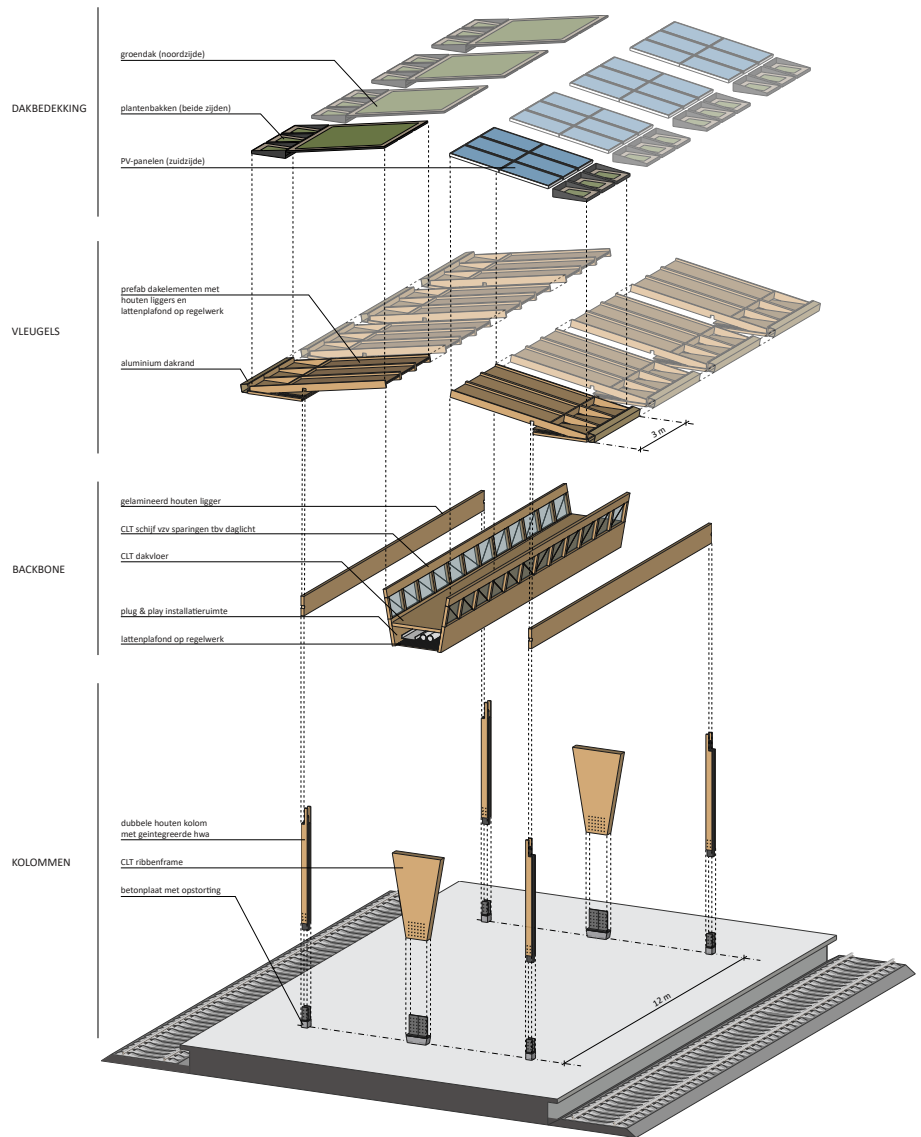 DAKBEDEKKING
groendak (noordzijde)
plantenbakken (beide zijden)
PV-panelen (zuidzijde)
VLEUGELS
prefab dakelementen met
houten liggers en
lattenplafond op regelwerk
aluminium dakrand
3 m
BACKBONE
gelamineerd houten ligger
CLT schijf vzv sparingen tbv daglicht
CLT dakvloer
plug & play installatieruimte
lattenplafond op regelwerk
KOLOMMEN
dubbele houten kolom
met geintegreerde hwa
CLT ribbenframe
betonplaat met opstorting
12 m